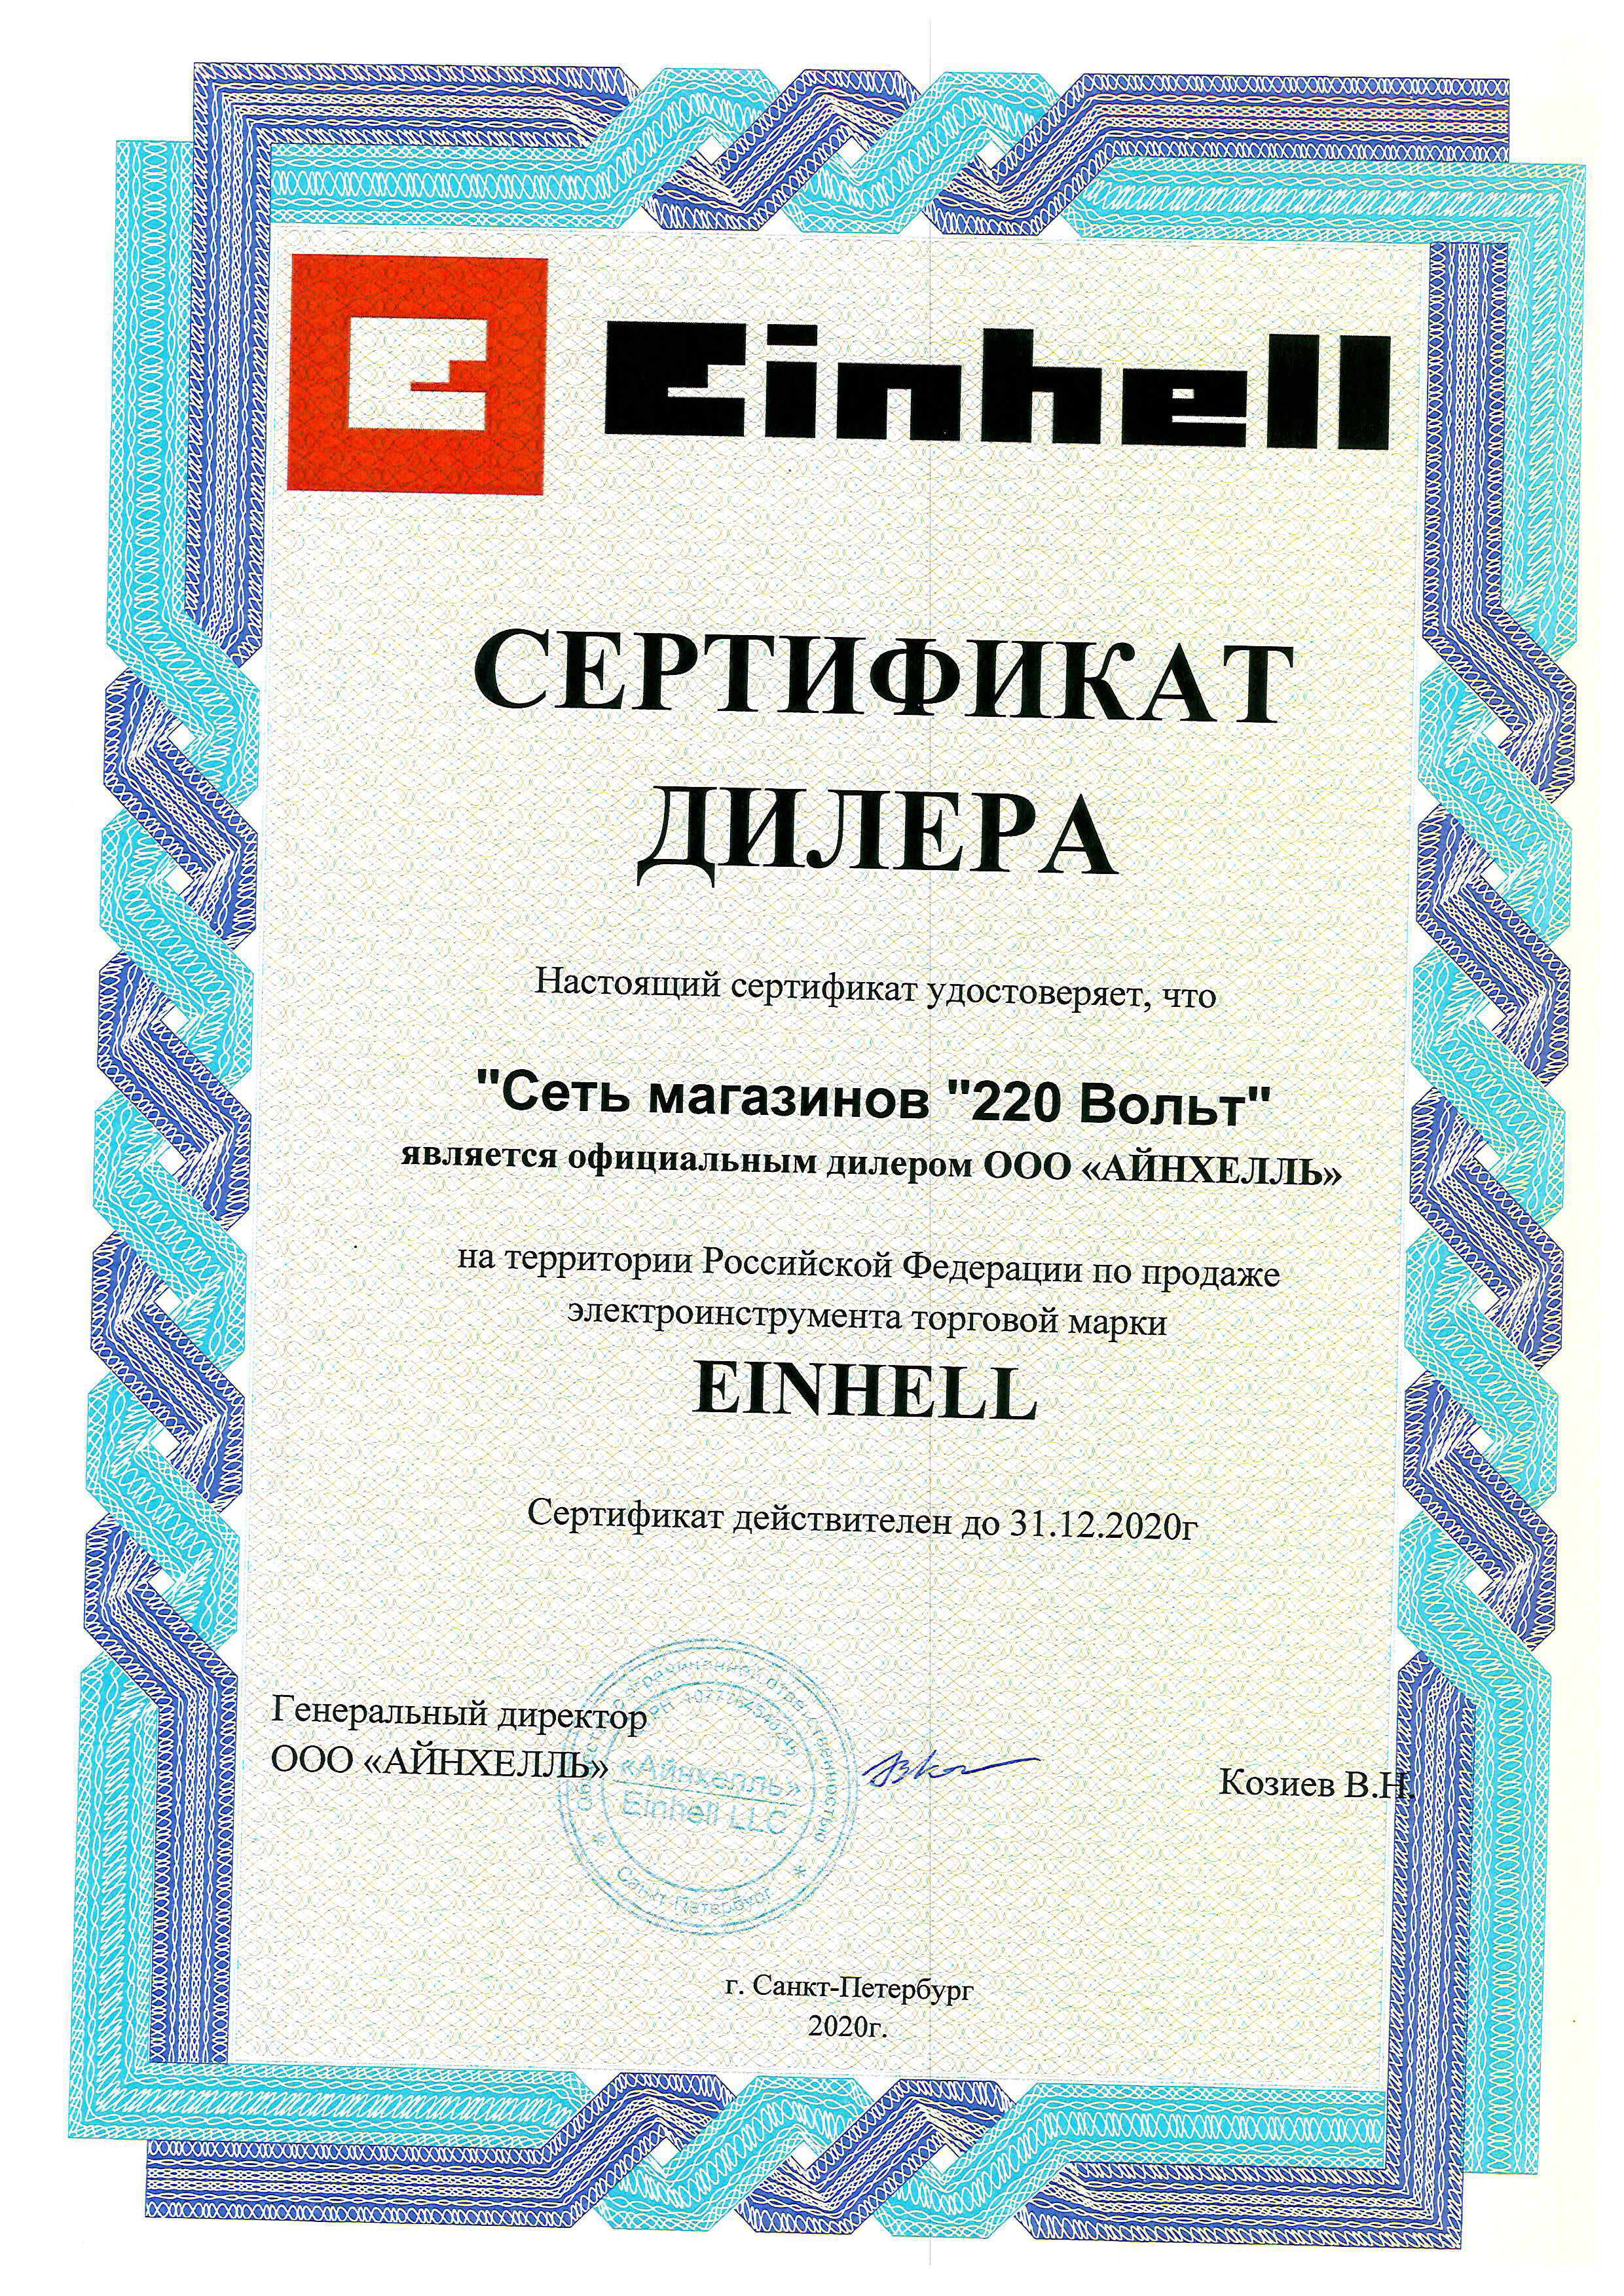 Einhell
СЕРТИФИКАТ
ДИЛЕРА
Настоящий сертификат удостоверяет, что
"Сеть магазинов "220 Вольт"
является официальным дилером ООО «АЙНХЕЛЛЬ»
на территории Российской Федерации по продаже
электроинструмента торговой марки
EINHELL
Сертификат действителен до 31.12.2020г
Генеральный директор
ООО «АЙНХЕЛЛЬ»
Козиев В.Н.
«Айнхелль»
Einhell LLC
Санкт-Петербург
г. Санкт-Петербург
2020г.